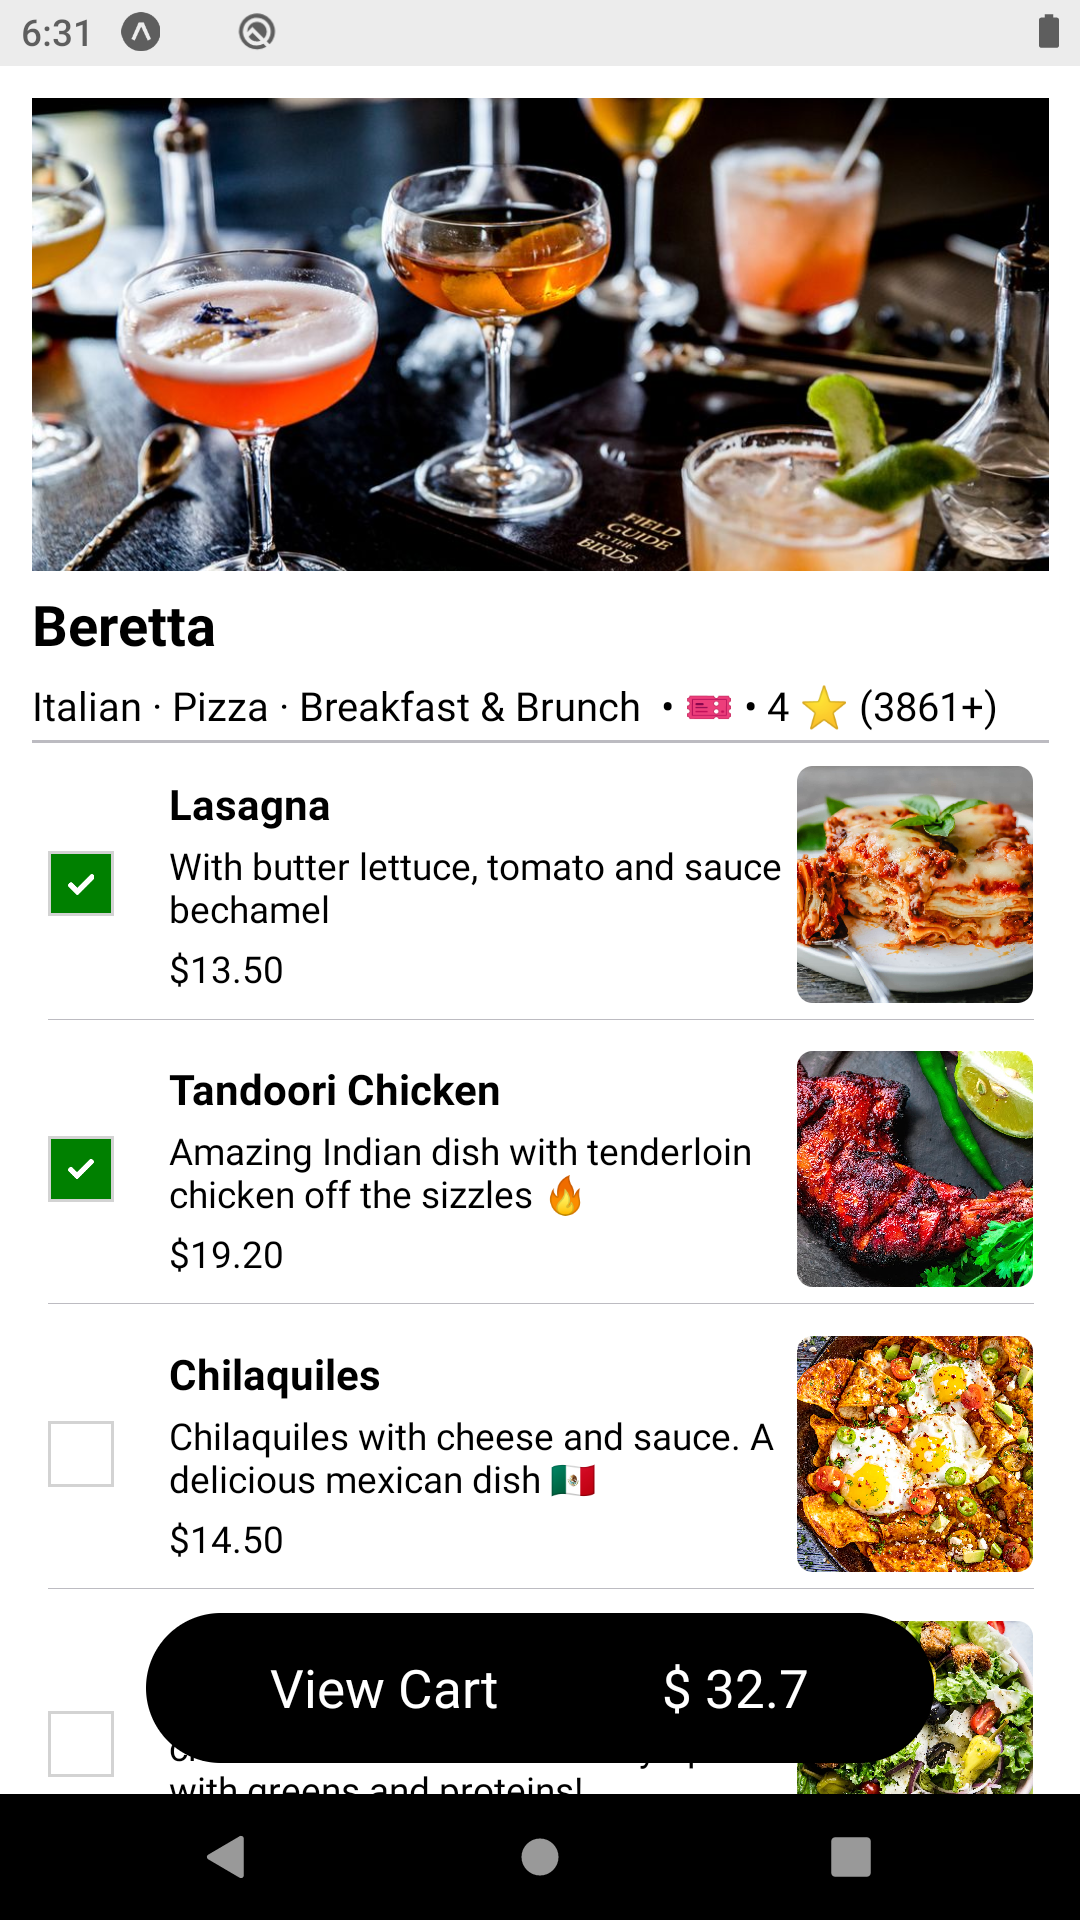 6:31
FIELD
GUIDE
TO THE
BIRDS
Beretta
Italian · Pizza · Breakfast & Brunch • 🎫 • 4 ⭐ (3861+)
Lasagna
With butter lettuce, tomato and sauce
bechamel
$13.50
Tandoori Chicken
Amazing Indian dish with tenderloin
chicken off the sizzles 🔥
$19.20
Chilaquiles
Chilaquiles with cheese and sauce. A
delicious mexican dish 🇲🇽
$14.50
View Cart $ 32.7
with greens and proteins!